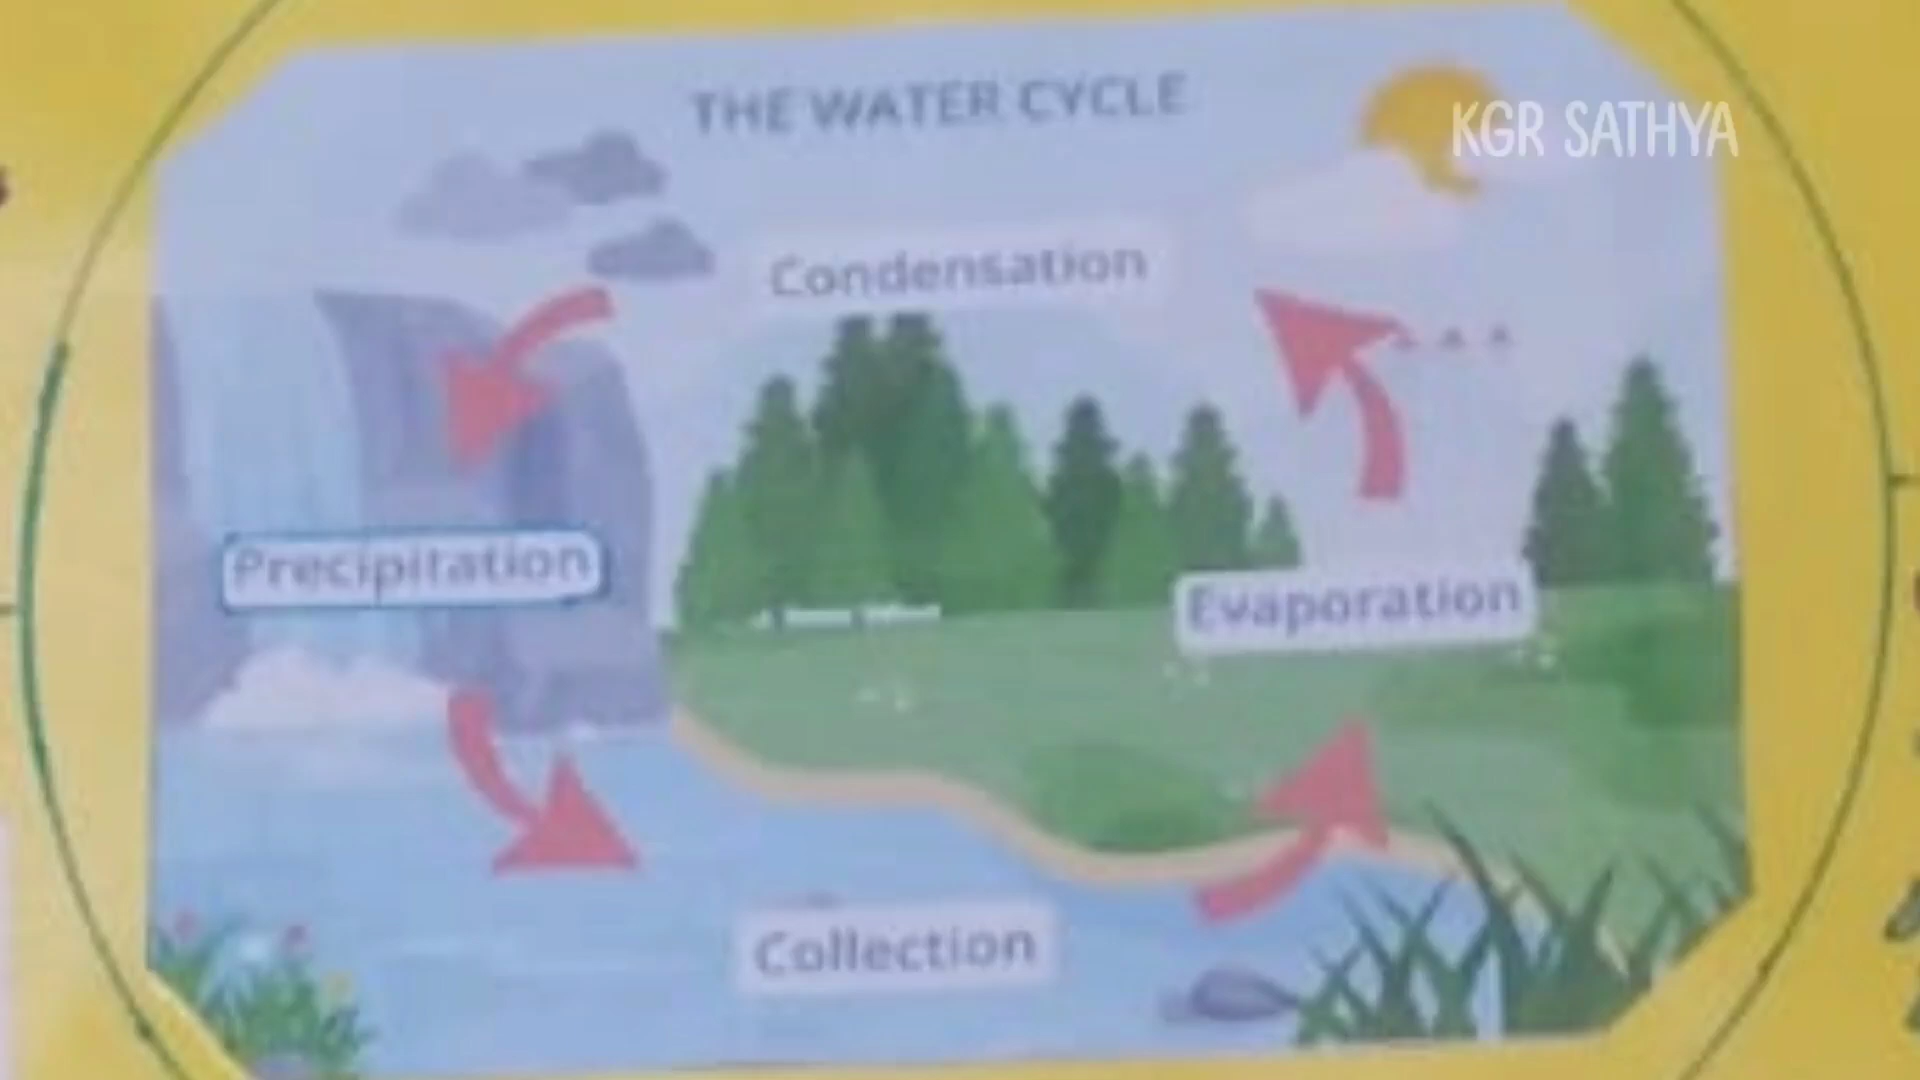 THE WATER CYCLE
KGR SATHYA
Condensation
Precipitation
Evaporation
Collection